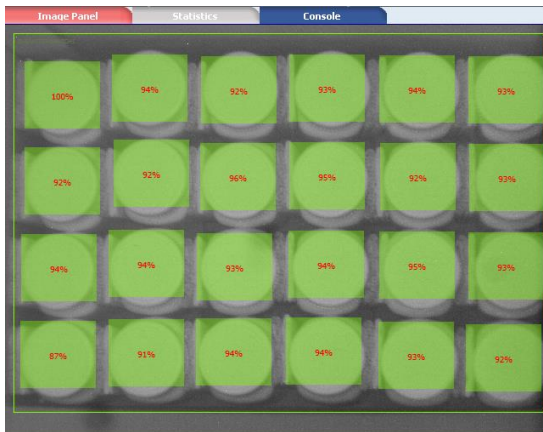 Image Panel Statistics Console
100% 94% 92% 93% 94% 93%
92% 92% 96% 95% 92% 93%
94% 94% 93% 94% 95% 93%
87% 91% 94% 94% 93% 92%